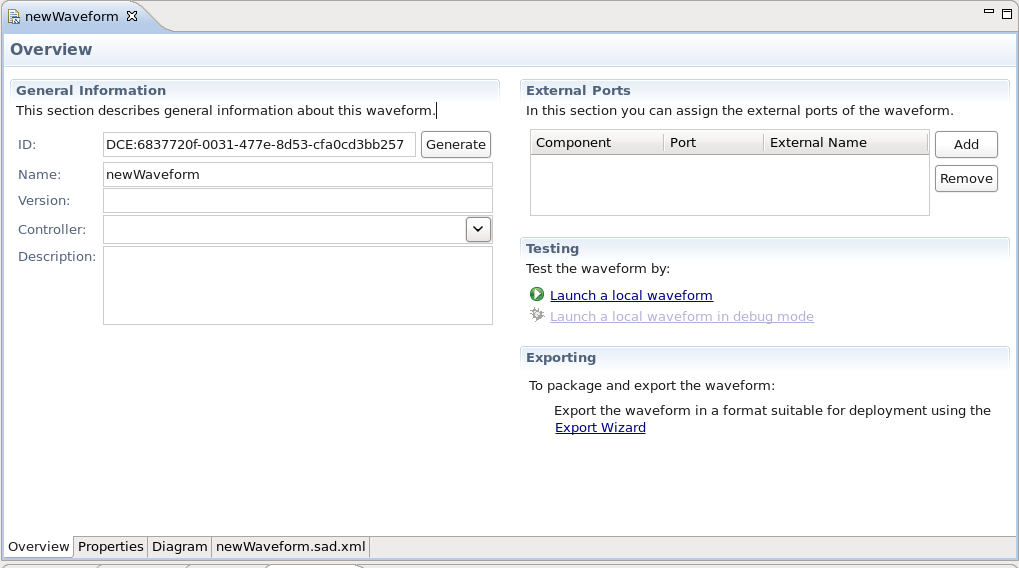 newWaveform
Overview
General Information
This section describes general information about this waveform.
ID: DCE:6837720f-0031-477e-8d53-cfa0cd3bb257 Generate
Name: newWaveform
Version:
Controller:
Description:
External Ports
In this section you can assign the external ports of the waveform.
Component Port External Name
Add
Remove
Testing
Test the waveform by:
Launch a local waveform
Launch a local waveform in debug mode
Exporting
To package and export the waveform:
Export the waveform in a format suitable for deployment using the
Export Wizard
Overview Properties Diagram newWaveform.sad.xml